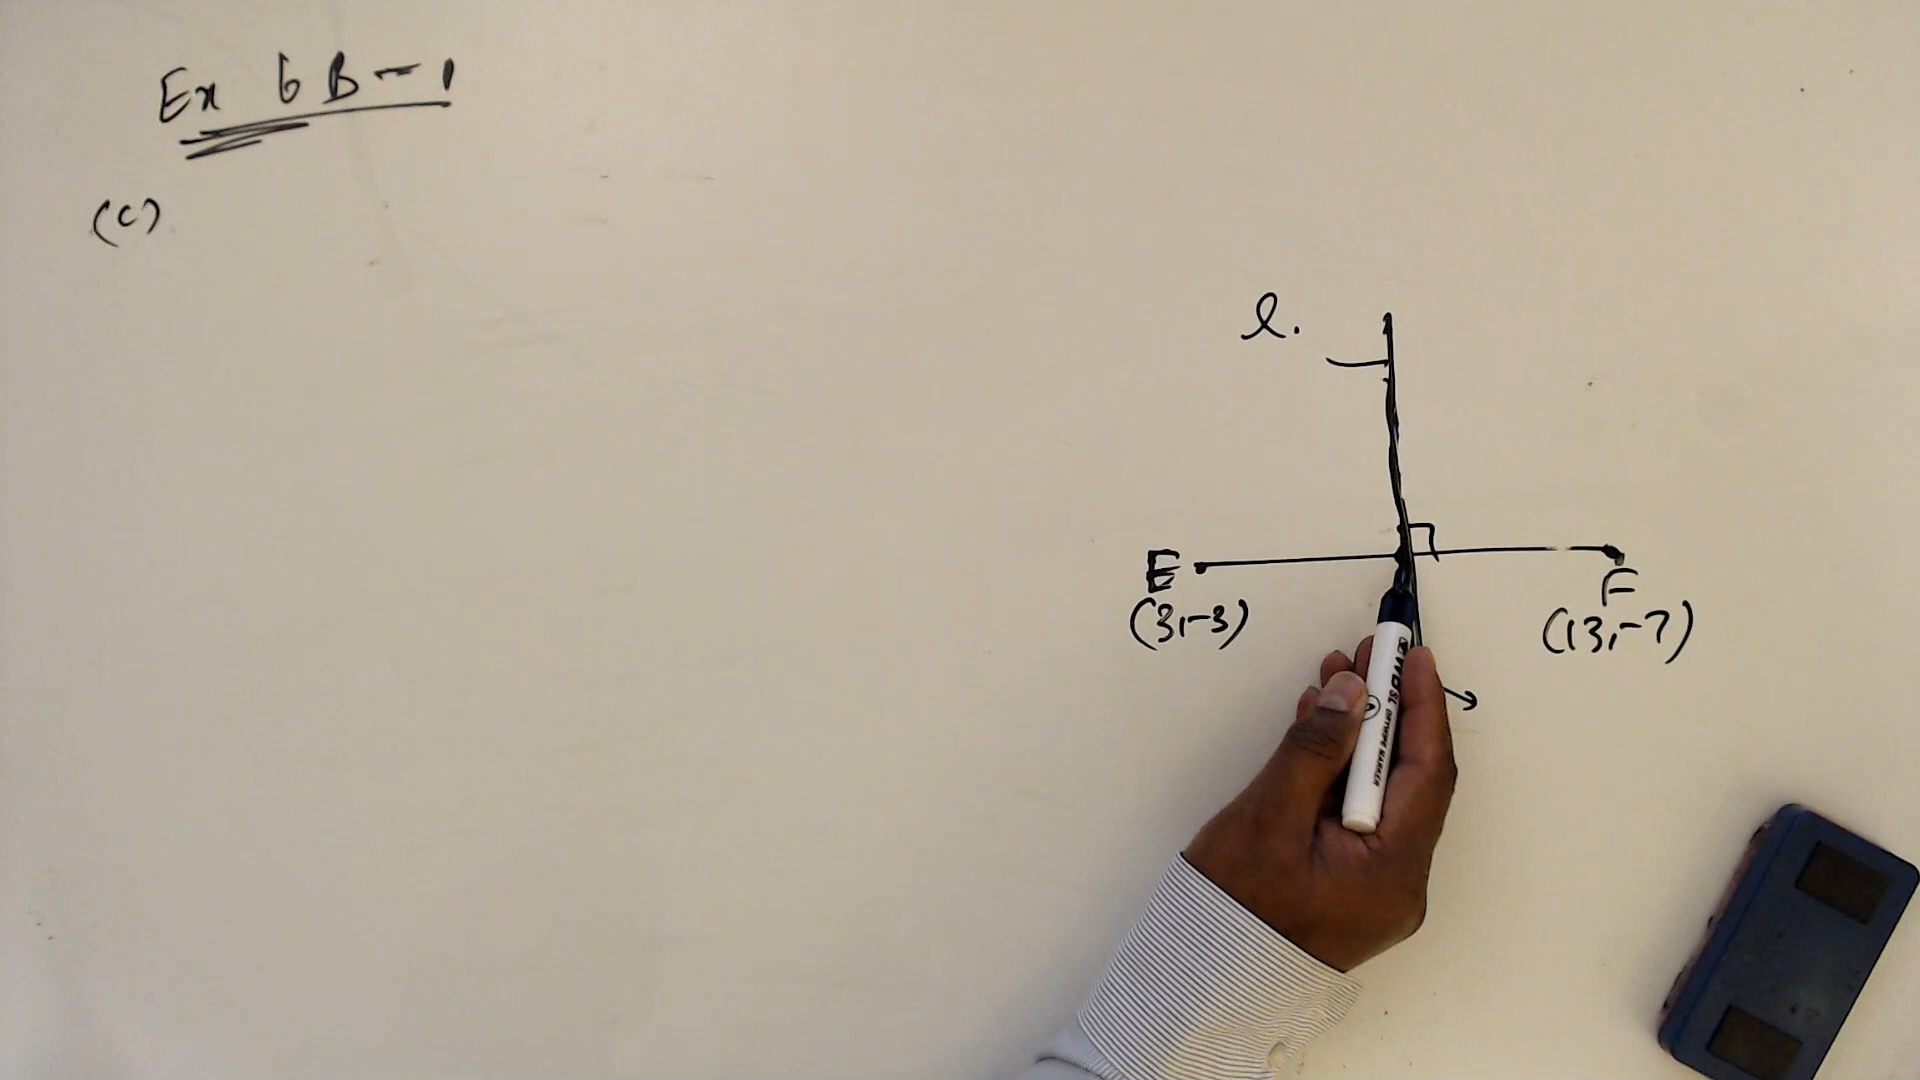 Ex 6B-1
(c)
l.
E
F
(3,-3)
(13,-7)